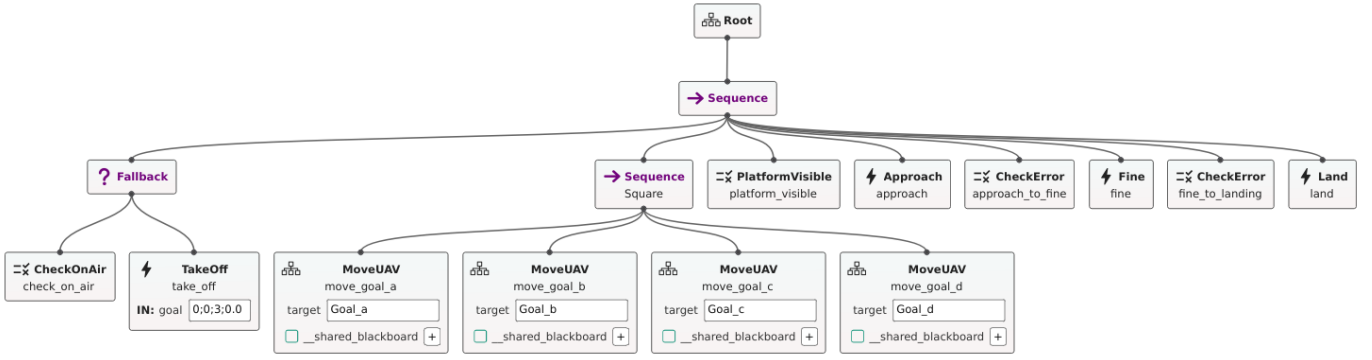 Root
Sequence
? Fallback
Sequence
Square
PlatformVisible
platform_visible
Approach
approach
CheckError
approach_to_fine
Fine
fine
CheckError
fine_to_landing
Land
land
CheckOnAir
check_on_air
TakeOff
take_off
IN: goal 0;0;3;0.0
MoveUAV
move_goal_a
target Goal_a
__shared_blackboard +
MoveUAV
move_goal_b
target Goal_b
__shared_blackboard +
MoveUAV
move_goal_c
target Goal_c
__shared_blackboard +
MoveUAV
move_goal_d
target Goal_d
__shared_blackboard +